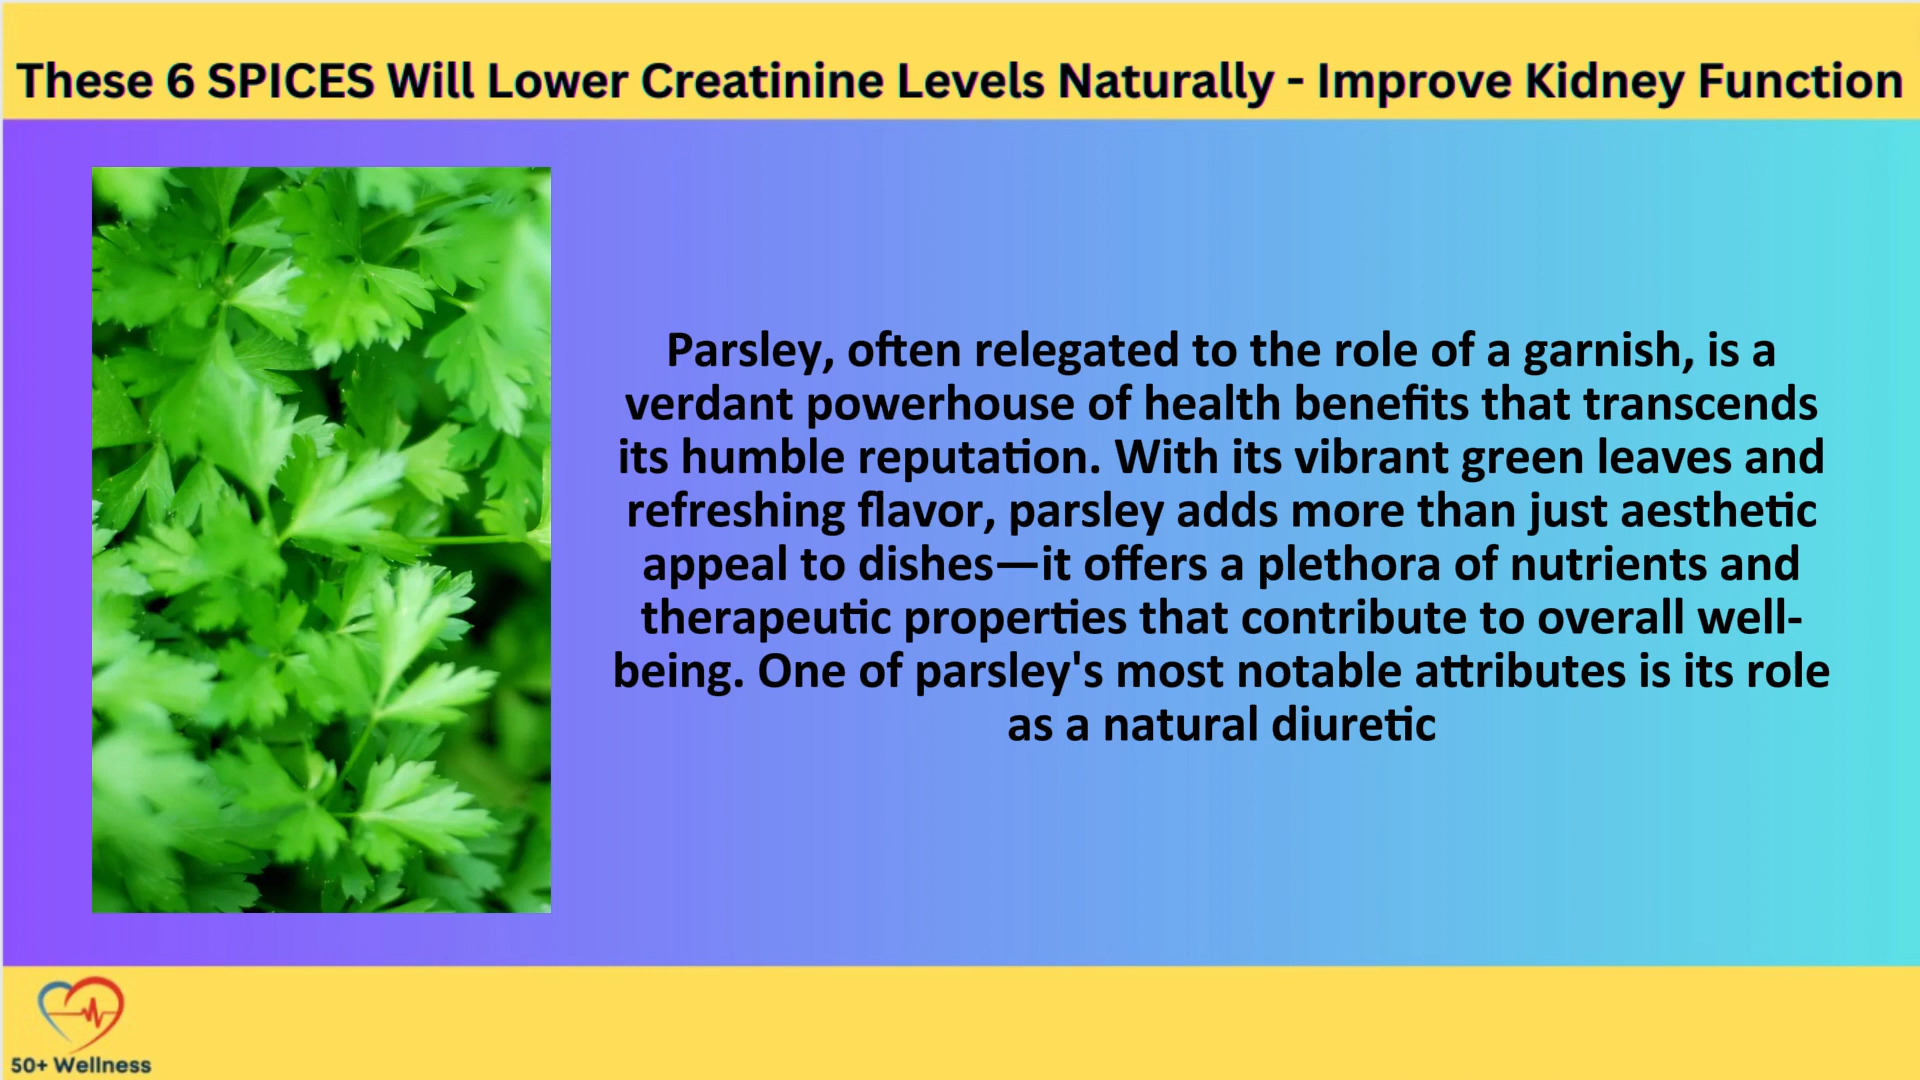 These 6 SPICES Will Lower Creatinine Levels Naturally - Improve Kidney Function
Parsley, often relegated to the role of a garnish, is a
verdant powerhouse of health benefits that transcends
its humble reputation. With its vibrant green leaves and
refreshing flavor, parsley adds more than just aesthetic
appeal to dishes—it offers a plethora of nutrients and
therapeutic properties that contribute to overall well-
being. One of parsley's most notable attributes is its role
as a natural diuretic
50+ Wellness